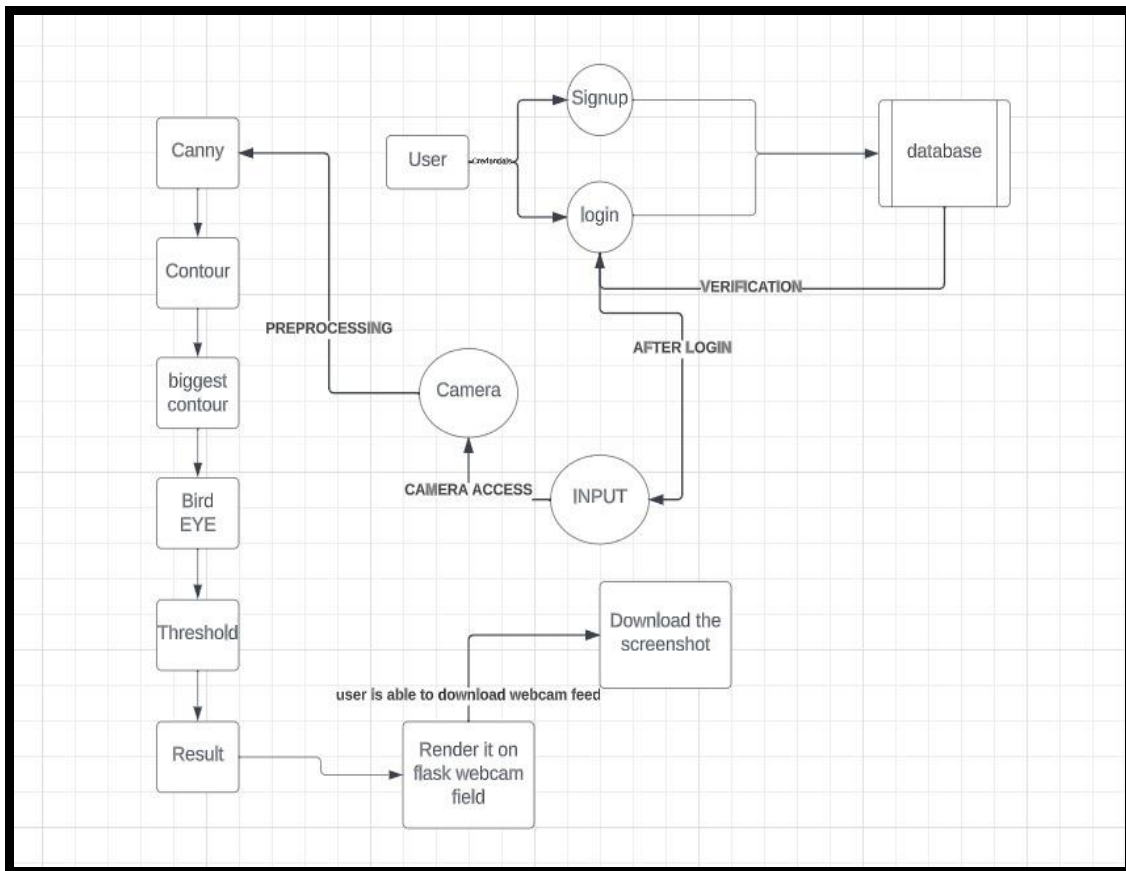 Signup
Canny
User
Credentials
database
login
Contour
VERIFICATION
PREPROCESSING
AFTER LOGIN
biggest
contour
Camera
CAMERA ACCESS
INPUT
Bird
EYE
Threshold
Download the
screenshot
user is able to download webcam feed
Result
Render it on
flask webcam
field